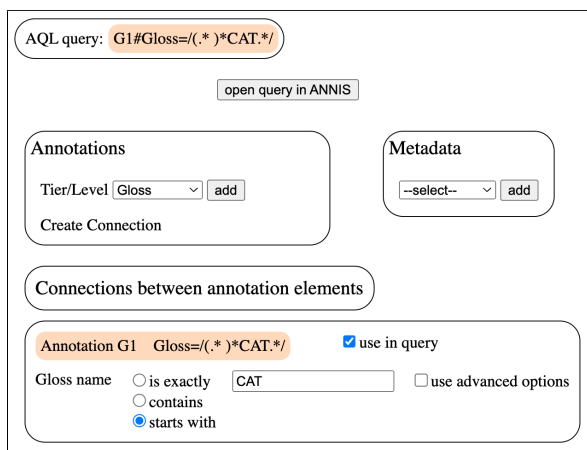 AQL query: G1#Gloss=/(.* )*CAT.*/
open query in ANNIS
Annotations
Metadata
Tier/Level Gloss add
--select-- add
Create Connection
Connections between annotation elements
Annotation G1 Gloss=/(.* )*CAT.*/ use in query
Gloss name is exactly CAT use advanced options
contains
starts with